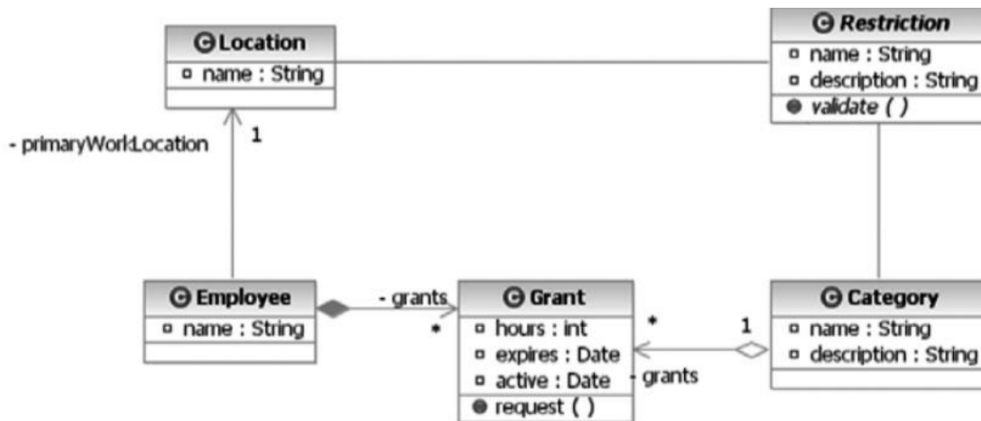 Location
name : String
Restriction
name : String
description : String
validate ( )
- primaryWorkLocation
1
Employee
name : String
- grants
*
Grant
hours : int
expires : Date
active : Date
request ( )
*
1
- grants
Category
name : String
description : String